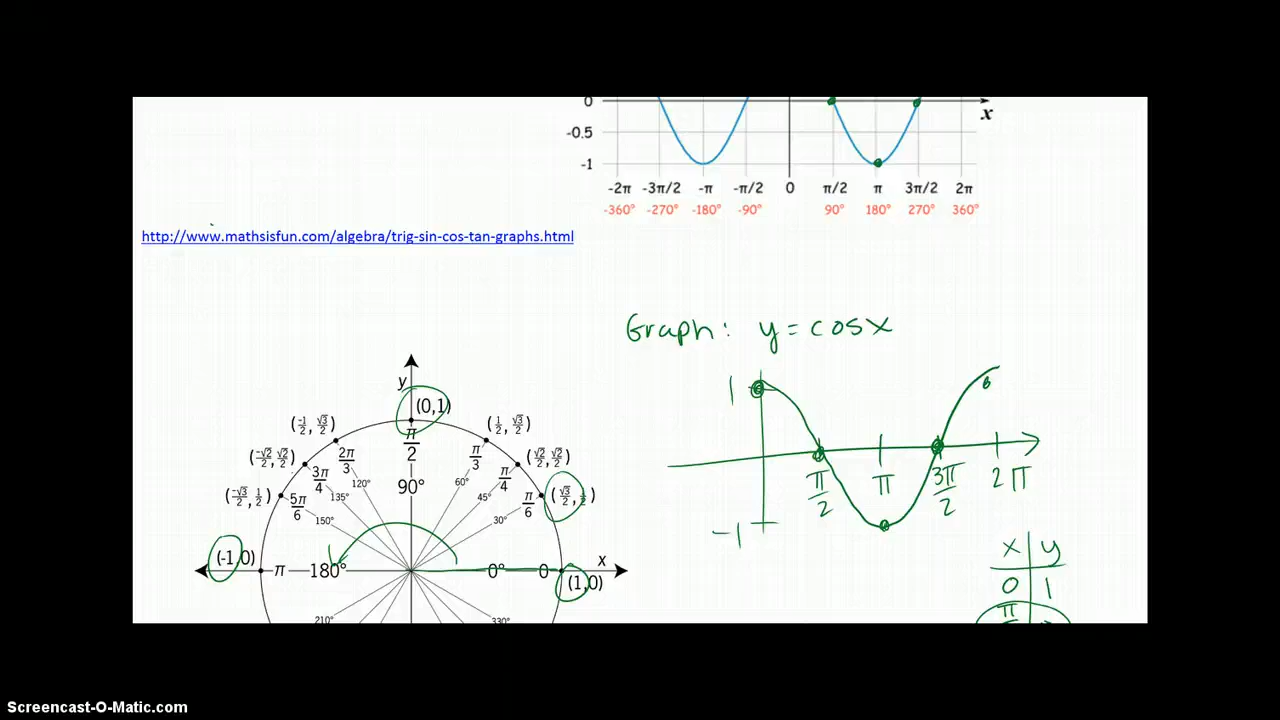 0
-0.5
-1
x
-2π -3π/2 -π -π/2 0 π/2 π 3π/2 2π
-360° -270° -180° -90° 90° 180° 270° 360°
http://www.mathsisfun.com/algebra/trig-sin-cos-tan-graphs.html
Graph: y = cosx
1
π/2 π 3π/2 2π
-1
x y
0 1
π
y
(0,1)
(-1/2, √3/2) (1/2, √3/2)
π/2
(-√2/2, √2/2) 2π/3 π/3 (√2/2, √2/2)
3π/4 120° 90° 60° π/4
(-√3/2, 1/2) 5π/6 135° 45° π/6 (√3/2, 1/2)
150° 30°
(-1,0) x
π 180° 0° 0
(1,0)
210° 330°
Screencast-O-Matic.com